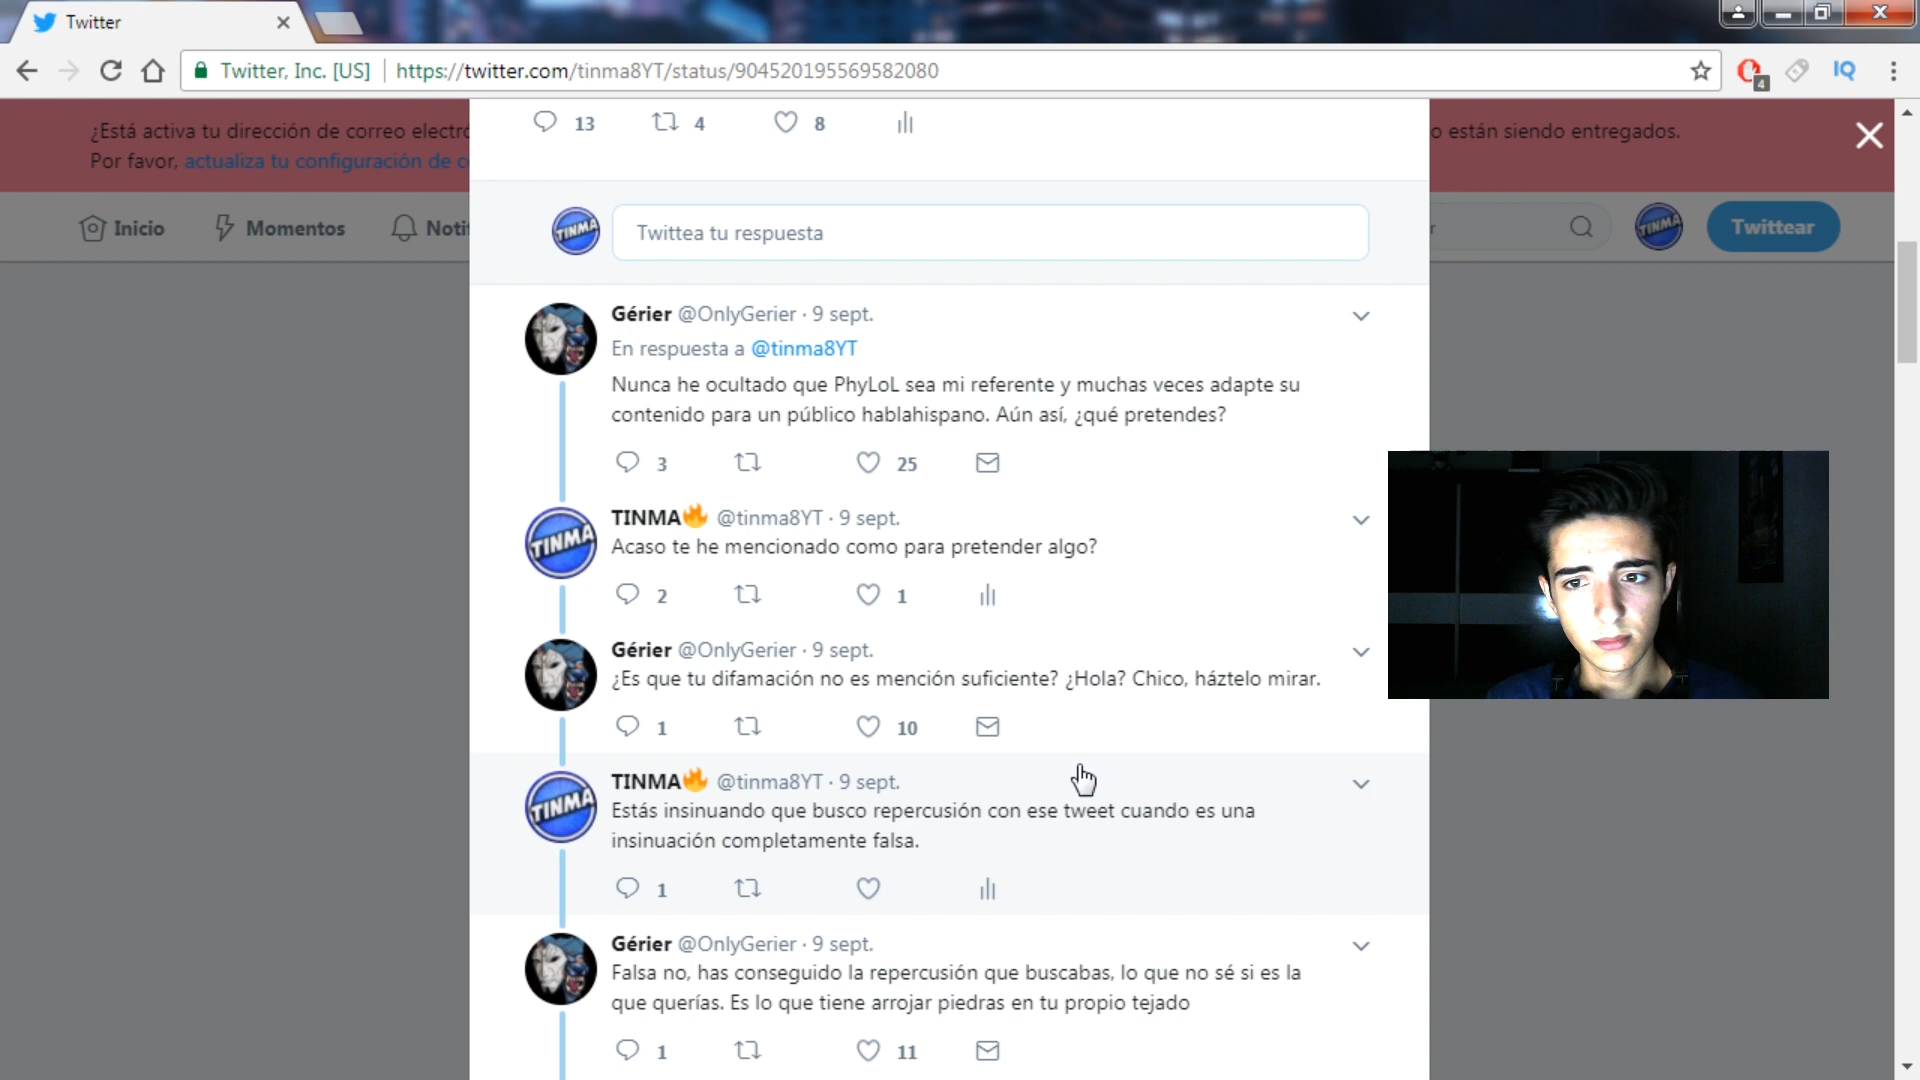 Twitter
Twitter, Inc. [US] https://twitter.com/tinma8YT/status/904520195569582080
4
IQ
¿Está activa tu dirección de correo electró
o están siendo entregados.
Por favor, actualiza tu configuración de c
13 4 8
Inicio Momentos Noti
r
TINMA
Twittear
TINMA
Twittea tu respuesta
Gérier @OnlyGerier · 9 sept.
En respuesta a @tinma8YT
Nunca he ocultado que PhyLoL sea mi referente y muchas veces adapte su
contenido para un público hablahispano. Aún así, ¿qué pretendes?
3 25
TINMA
TINMA🔥 @tinma8YT · 9 sept.
Acaso te he mencionado como para pretender algo?
2 1
Gérier @OnlyGerier · 9 sept.
¿Es que tu difamación no es mención suficiente? ¿Hola? Chico, háztelo mirar.
1 10
TINMA
TINMA🔥 @tinma8YT · 9 sept.
Estás insinuando que busco repercusión con ese tweet cuando es una
insinuación completamente falsa.
1
Gérier @OnlyGerier · 9 sept.
Falsa no, has conseguido la repercusión que buscabas, lo que no sé si es la
que querías. Es lo que tiene arrojar piedras en tu propio tejado
1 11